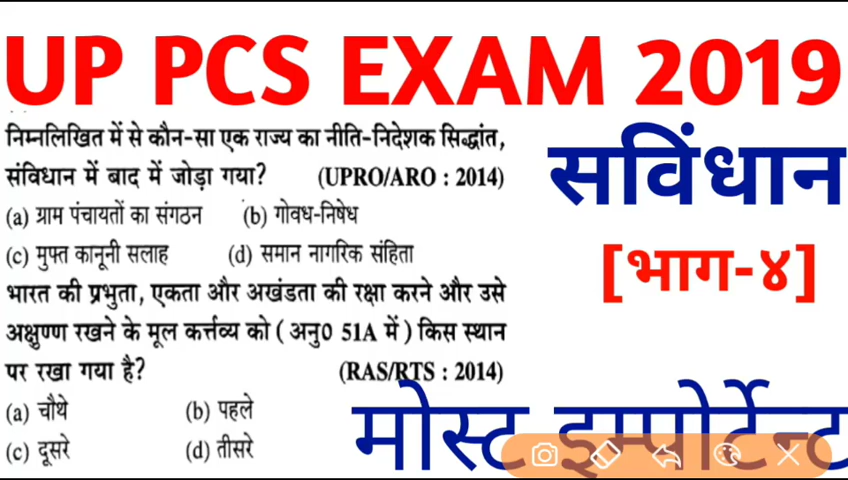 UP PCS EXAM 2019
निम्नलिखित में से कौन-सा एक राज्य का नीति-निदेशक सिद्धांत,
संविधान में बाद में जोड़ा गया? (UPRO/ARO : 2014)
(a) ग्राम पंचायतों का संगठन (b) गोवध-निषेध
(c) मुफ्त कानूनी सलाह (d) समान नागरिक संहिता
भारत की प्रभुता, एकता और अखंडता की रक्षा करने और उसे
अक्षुण्ण रखने के मूल कर्त्तव्य को ( अनु0 51A में ) किस स्थान
पर रखा गया है? (RAS/RTS : 2014)
(a) चौथे (b) पहले
(c) दूसरे (d) तीसरे
सविंधान
[भाग-४]
मोस्ट इम्पोर्टेन्ट